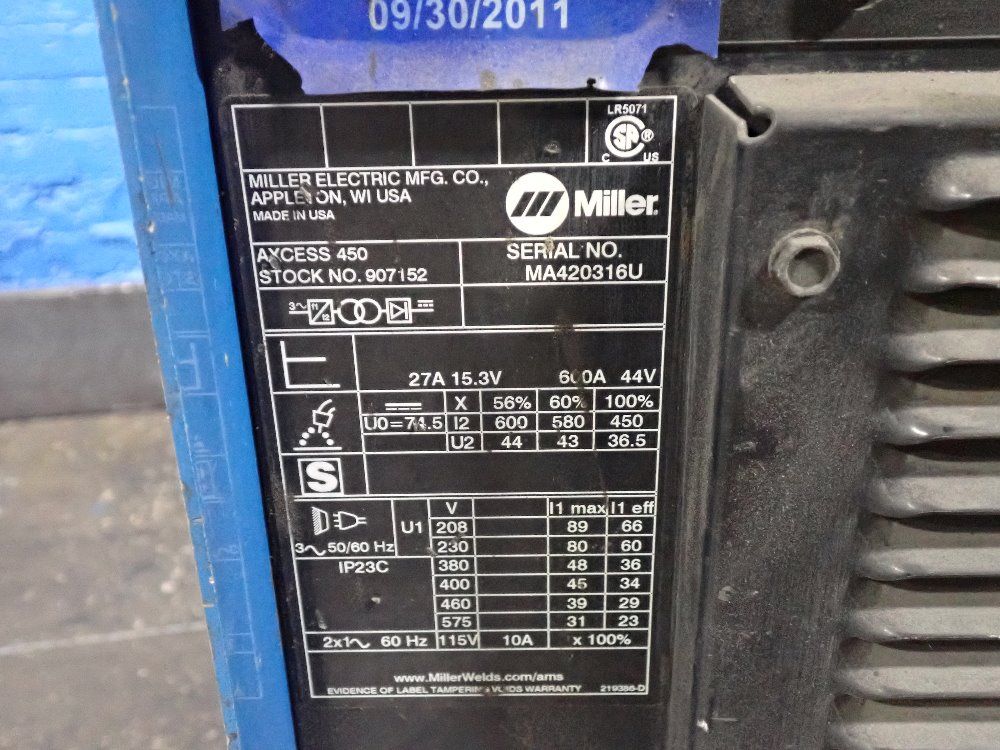 09/30/2011
LR5071
SP ®
C US
MILLER ELECTRIC MFG. CO.,
APPLETON, WI USA
MADE IN USA
Miller.
AXCESS 450
STOCK NO. 907152
SERIAL NO.
MA420316U
3~ f1 f2
27A 15.3V 600A 44V
X 56% 60% 100%
U0=74.5 I2 600 580 450
U2 44 43 36.5
S
V I1 max I1 eff
U1 208 89 66
3~50/60 Hz 230 80 60
IP23C 380 48 36
400 45 34
460 39 29
575 31 23
2x1~ 60 Hz 115V 10A x 100%
www.MillerWelds.com/ams
EVIDENCE OF LABEL TAMPERING VOIDS WARRANTY 219386-D